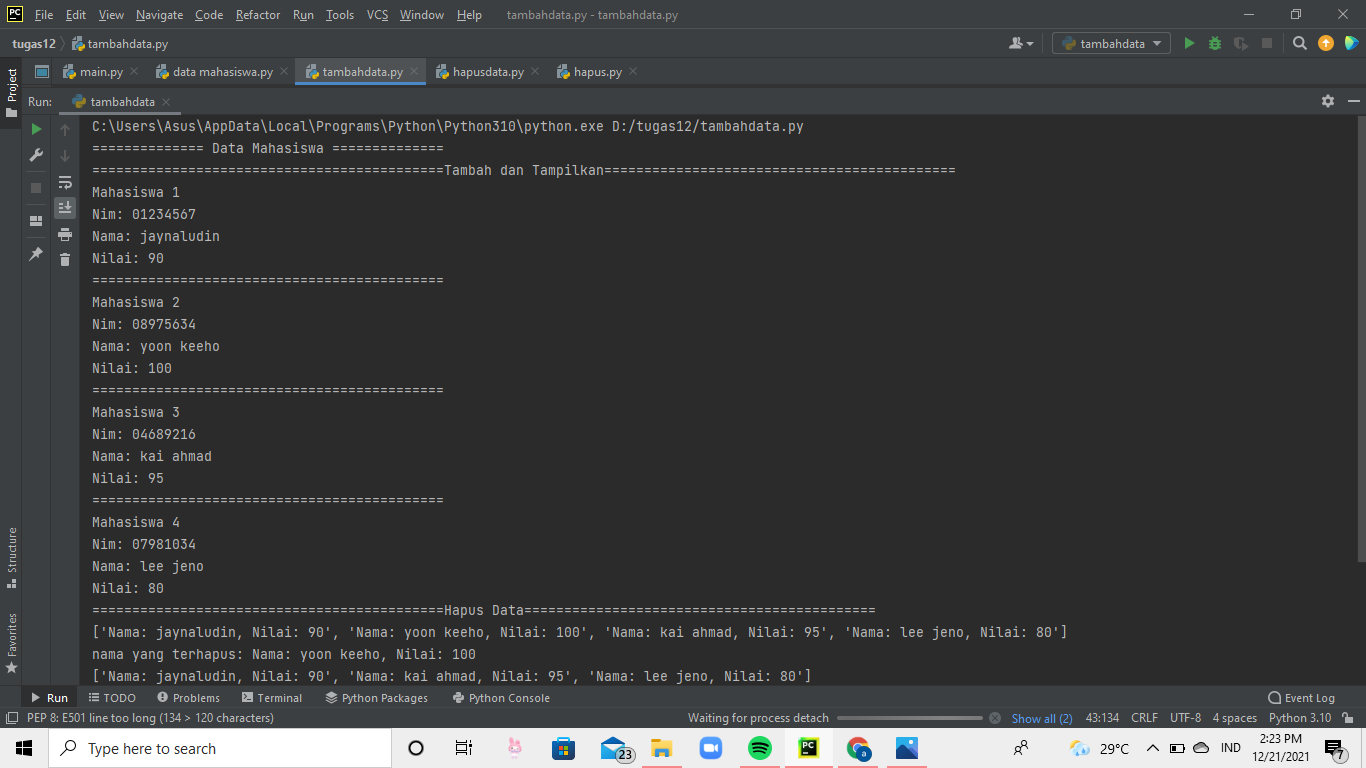 PC File Edit View Navigate Code Refactor Run Tools VCS Window Help tambahdata.py - tambahdata.py
tugas12 tambahdata.py tambahdata
Project
main.py data mahasiswa.py tambahdata.py hapusdata.py hapus.py
Run: tambahdata
C:\Users\Asus\AppData\Local\Programs\Python\Python310\python.exe D:/tugas12/tambahdata.py
============== Data Mahasiswa ==============
============================================Tambah dan Tampilkan============================================
Mahasiswa 1
Nim: 01234567
Nama: jaynaludin
Nilai: 90
============================================
Mahasiswa 2
Nim: 08975634
Nama: yoon keeho
Nilai: 100
============================================
Mahasiswa 3
Nim: 04689216
Nama: kai ahmad
Nilai: 95
============================================
Mahasiswa 4
Nim: 07981034
Nama: lee jeno
Nilai: 80
============================================Hapus Data============================================
['Nama: jaynaludin, Nilai: 90', 'Nama: yoon keeho, Nilai: 100', 'Nama: kai ahmad, Nilai: 95', 'Nama: lee jeno, Nilai: 80']
nama yang terhapus: Nama: yoon keeho, Nilai: 100
['Nama: jaynaludin, Nilai: 90', 'Nama: kai ahmad, Nilai: 95', 'Nama: lee jeno, Nilai: 80']
Structure
Favorites
Run TODO Problems Terminal Python Packages Python Console Event Log
PEP 8: E501 line too long (134 > 120 characters) Waiting for process detach Show all (2) 43:134 CRLF UTF-8 4 spaces Python 3.10
Type here to search 23 PC a 29°C IND 2:23 PM 7
12/21/2021